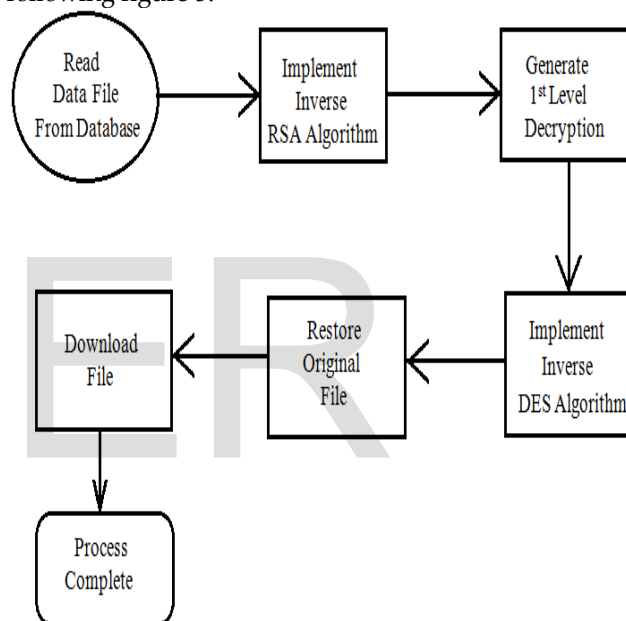 following figure 3.
Read
Data File
From Database
Implement
Inverse
RSA Algorithm
Generate
1st Level
Decryption
Implement
Inverse
DES Algorithm
Restore
Original
File
Download
File
Process
Complete
ER